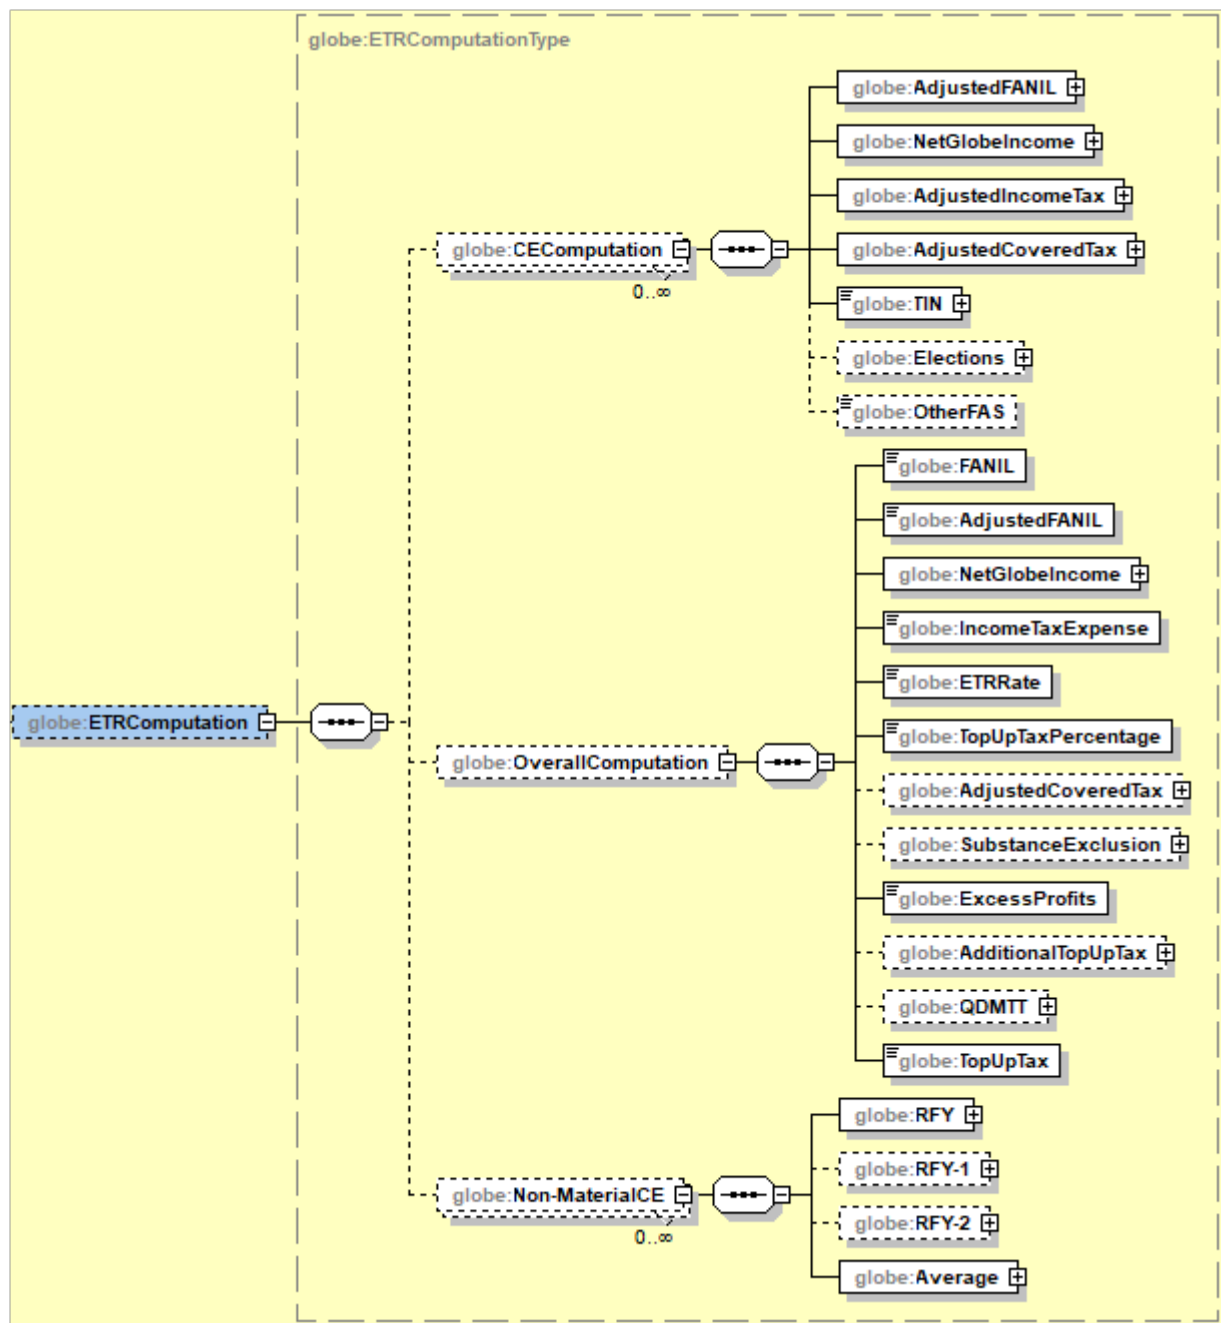 globe:ETRComputationType
globe:AdjustedFANIL
globe:NetGlobeIncome
globe:AdjustedIncomeTax
globe:CEComputation
globe:AdjustedCoveredTax
0..∞
globe:TIN
globe:Elections
globe:OtherFAS
globe:FANIL
globe:AdjustedFANIL
globe:NetGlobeIncome
globe:IncomeTaxExpense
globe:ETRRate
globe:ETRComputation
globe:TopUpTaxPercentage
globe:OverallComputation
globe:AdjustedCoveredTax
globe:SubstanceExclusion
globe:ExcessProfits
globe:AdditionalTopUpTax
globe:QDMTT
globe:TopUpTax
globe:RFY
globe:RFY-1
globe:Non-MaterialCE
0..∞
globe:RFY-2
globe:Average